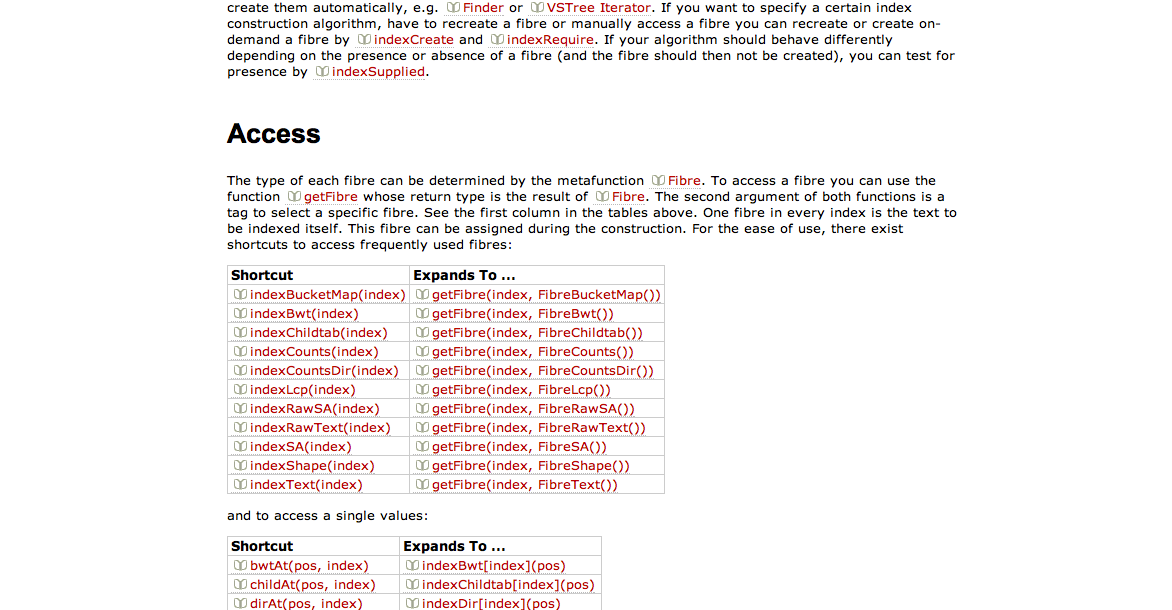 create them automatically, e.g. Finder or VSTree Iterator. If you want to specify a certain index
construction algorithm, have to recreate a fibre or manually access a fibre you can recreate or create on-
demand a fibre by indexCreate and indexRequire. If your algorithm should behave differently
depending on the presence or absence of a fibre (and the fibre should then not be created), you can test for
presence by indexSupplied.
Access
The type of each fibre can be determined by the metafunction Fibre. To access a fibre you can use the
function getFibre whose return type is the result of Fibre. The second argument of both functions is a
tag to select a specific fibre. See the first column in the tables above. One fibre in every index is the text to
be indexed itself. This fibre can be assigned during the construction. For the ease of use, there exist
shortcuts to access frequently used fibres:
Shortcut Expands To ...
indexBucketMap(index) getFibre(index, FibreBucketMap())
indexBwt(index) getFibre(index, FibreBwt())
indexChildtab(index) getFibre(index, FibreChildtab())
indexCounts(index) getFibre(index, FibreCounts())
indexCountsDir(index) getFibre(index, FibreCountsDir())
indexLcp(index) getFibre(index, FibreLcp())
indexRawSA(index) getFibre(index, FibreRawSA())
indexRawText(index) getFibre(index, FibreRawText())
indexSA(index) getFibre(index, FibreSA())
indexShape(index) getFibre(index, FibreShape())
indexText(index) getFibre(index, FibreText())
and to access a single values:
Shortcut Expands To ...
bwtAt(pos, index) indexBwt[index](pos)
childAt(pos, index) indexChildtab[index](pos)
dirAt(pos, index) indexDir[index](pos)